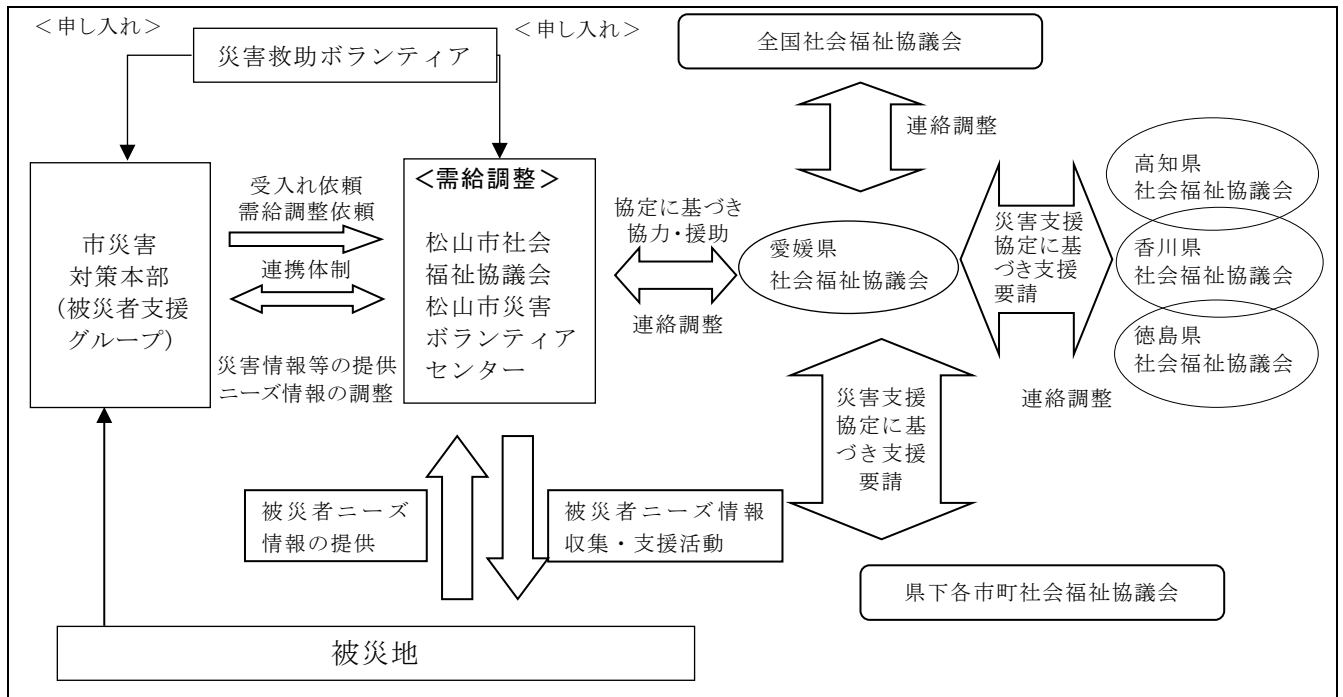 ＜申し入れ＞
災害救助ボランティア
＜申し入れ＞
全国社会福祉協議会
連絡調整
市災害
対策本部
(被災者支援
グループ)
受入れ依頼
需給調整依頼
連携体制
災害情報等の提供
ニーズ情報の調整
＜需給調整＞
松山市社会
福祉協議会
松山市災害
ボランティア
センター
協定に基づき
協力・援助
連絡調整
愛媛県
社会福祉協議会
災害支援
協定に基
づき支援
要請
連絡調整
高知県
社会福祉協議会
香川県
社会福祉協議会
徳島県
社会福祉協議会
災害支援
協定に基
づき支援
要請
県下各市町社会福祉協議会
被災者ニーズ
情報の提供
被災者ニーズ情報
収集・支援活動
被災地